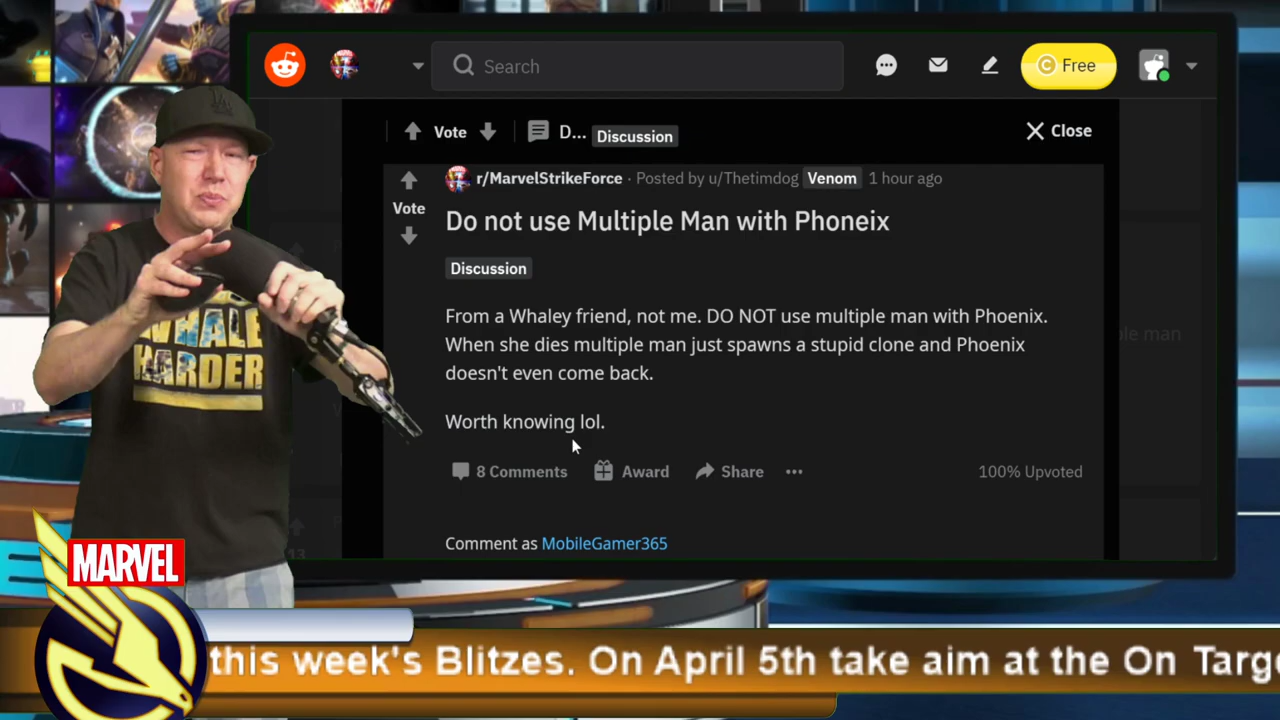 Search
Free
Vote
D...
Discussion
Close
r/MarvelStrikeForce · Posted by u/Thetimdog Venom 1 hour ago
Vote
Do not use Multiple Man with Phoneix
Discussion
From a Whaley friend, not me. DO NOT use multiple man with Phoenix.
When she dies multiple man just spawns a stupid clone and Phoenix
doesn't even come back.
ple man
Worth knowing lol.
8 Comments
Award
Share
100% Upvoted
Comment as MobileGamer365
13
WHALE
HARDER
MARVEL
this week's Blitzes. On April 5th take aim at the On Targe